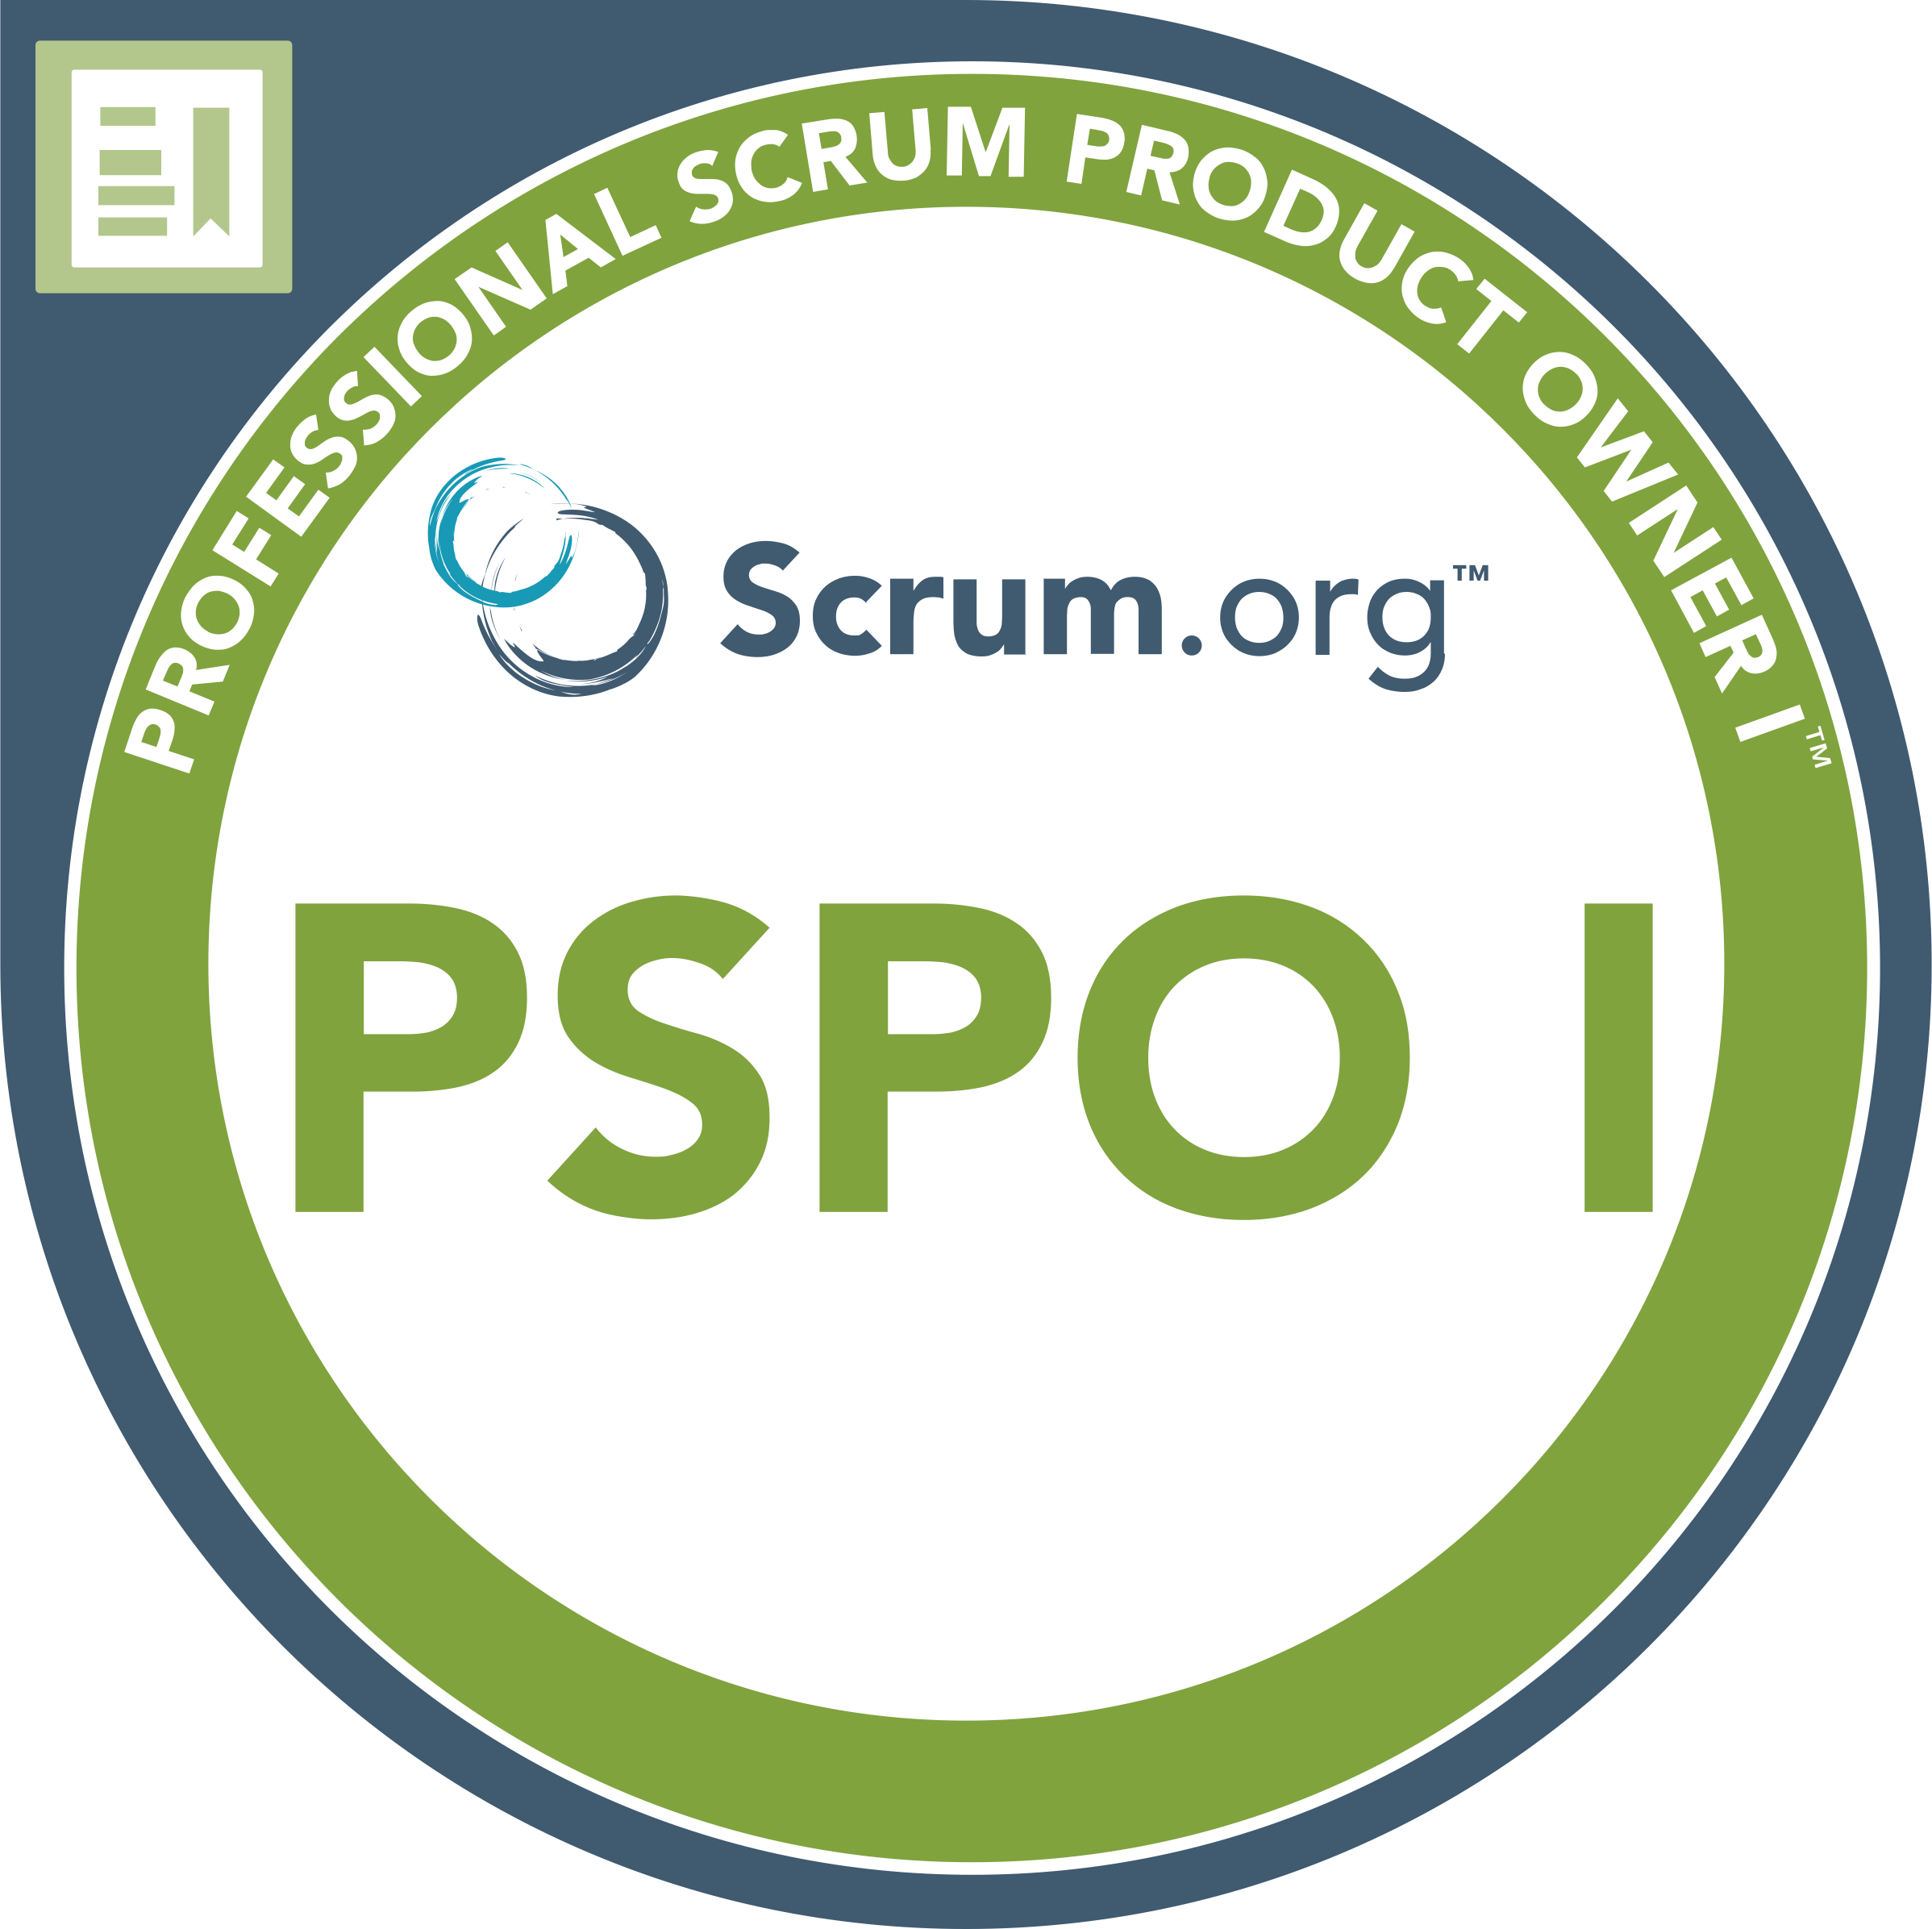 PROFESSIONAL SCRUM PRODUCT OWNER I™
Scrum.org™
PSPO I